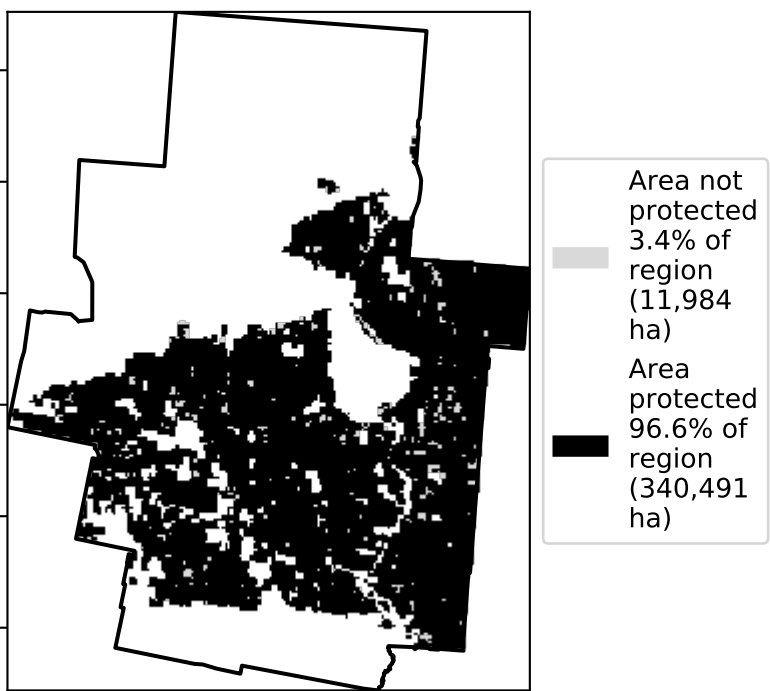 Area not
protected
3.4% of
region
(11,984
ha)
Area
protected
96.6% of
region
(340,491
ha)